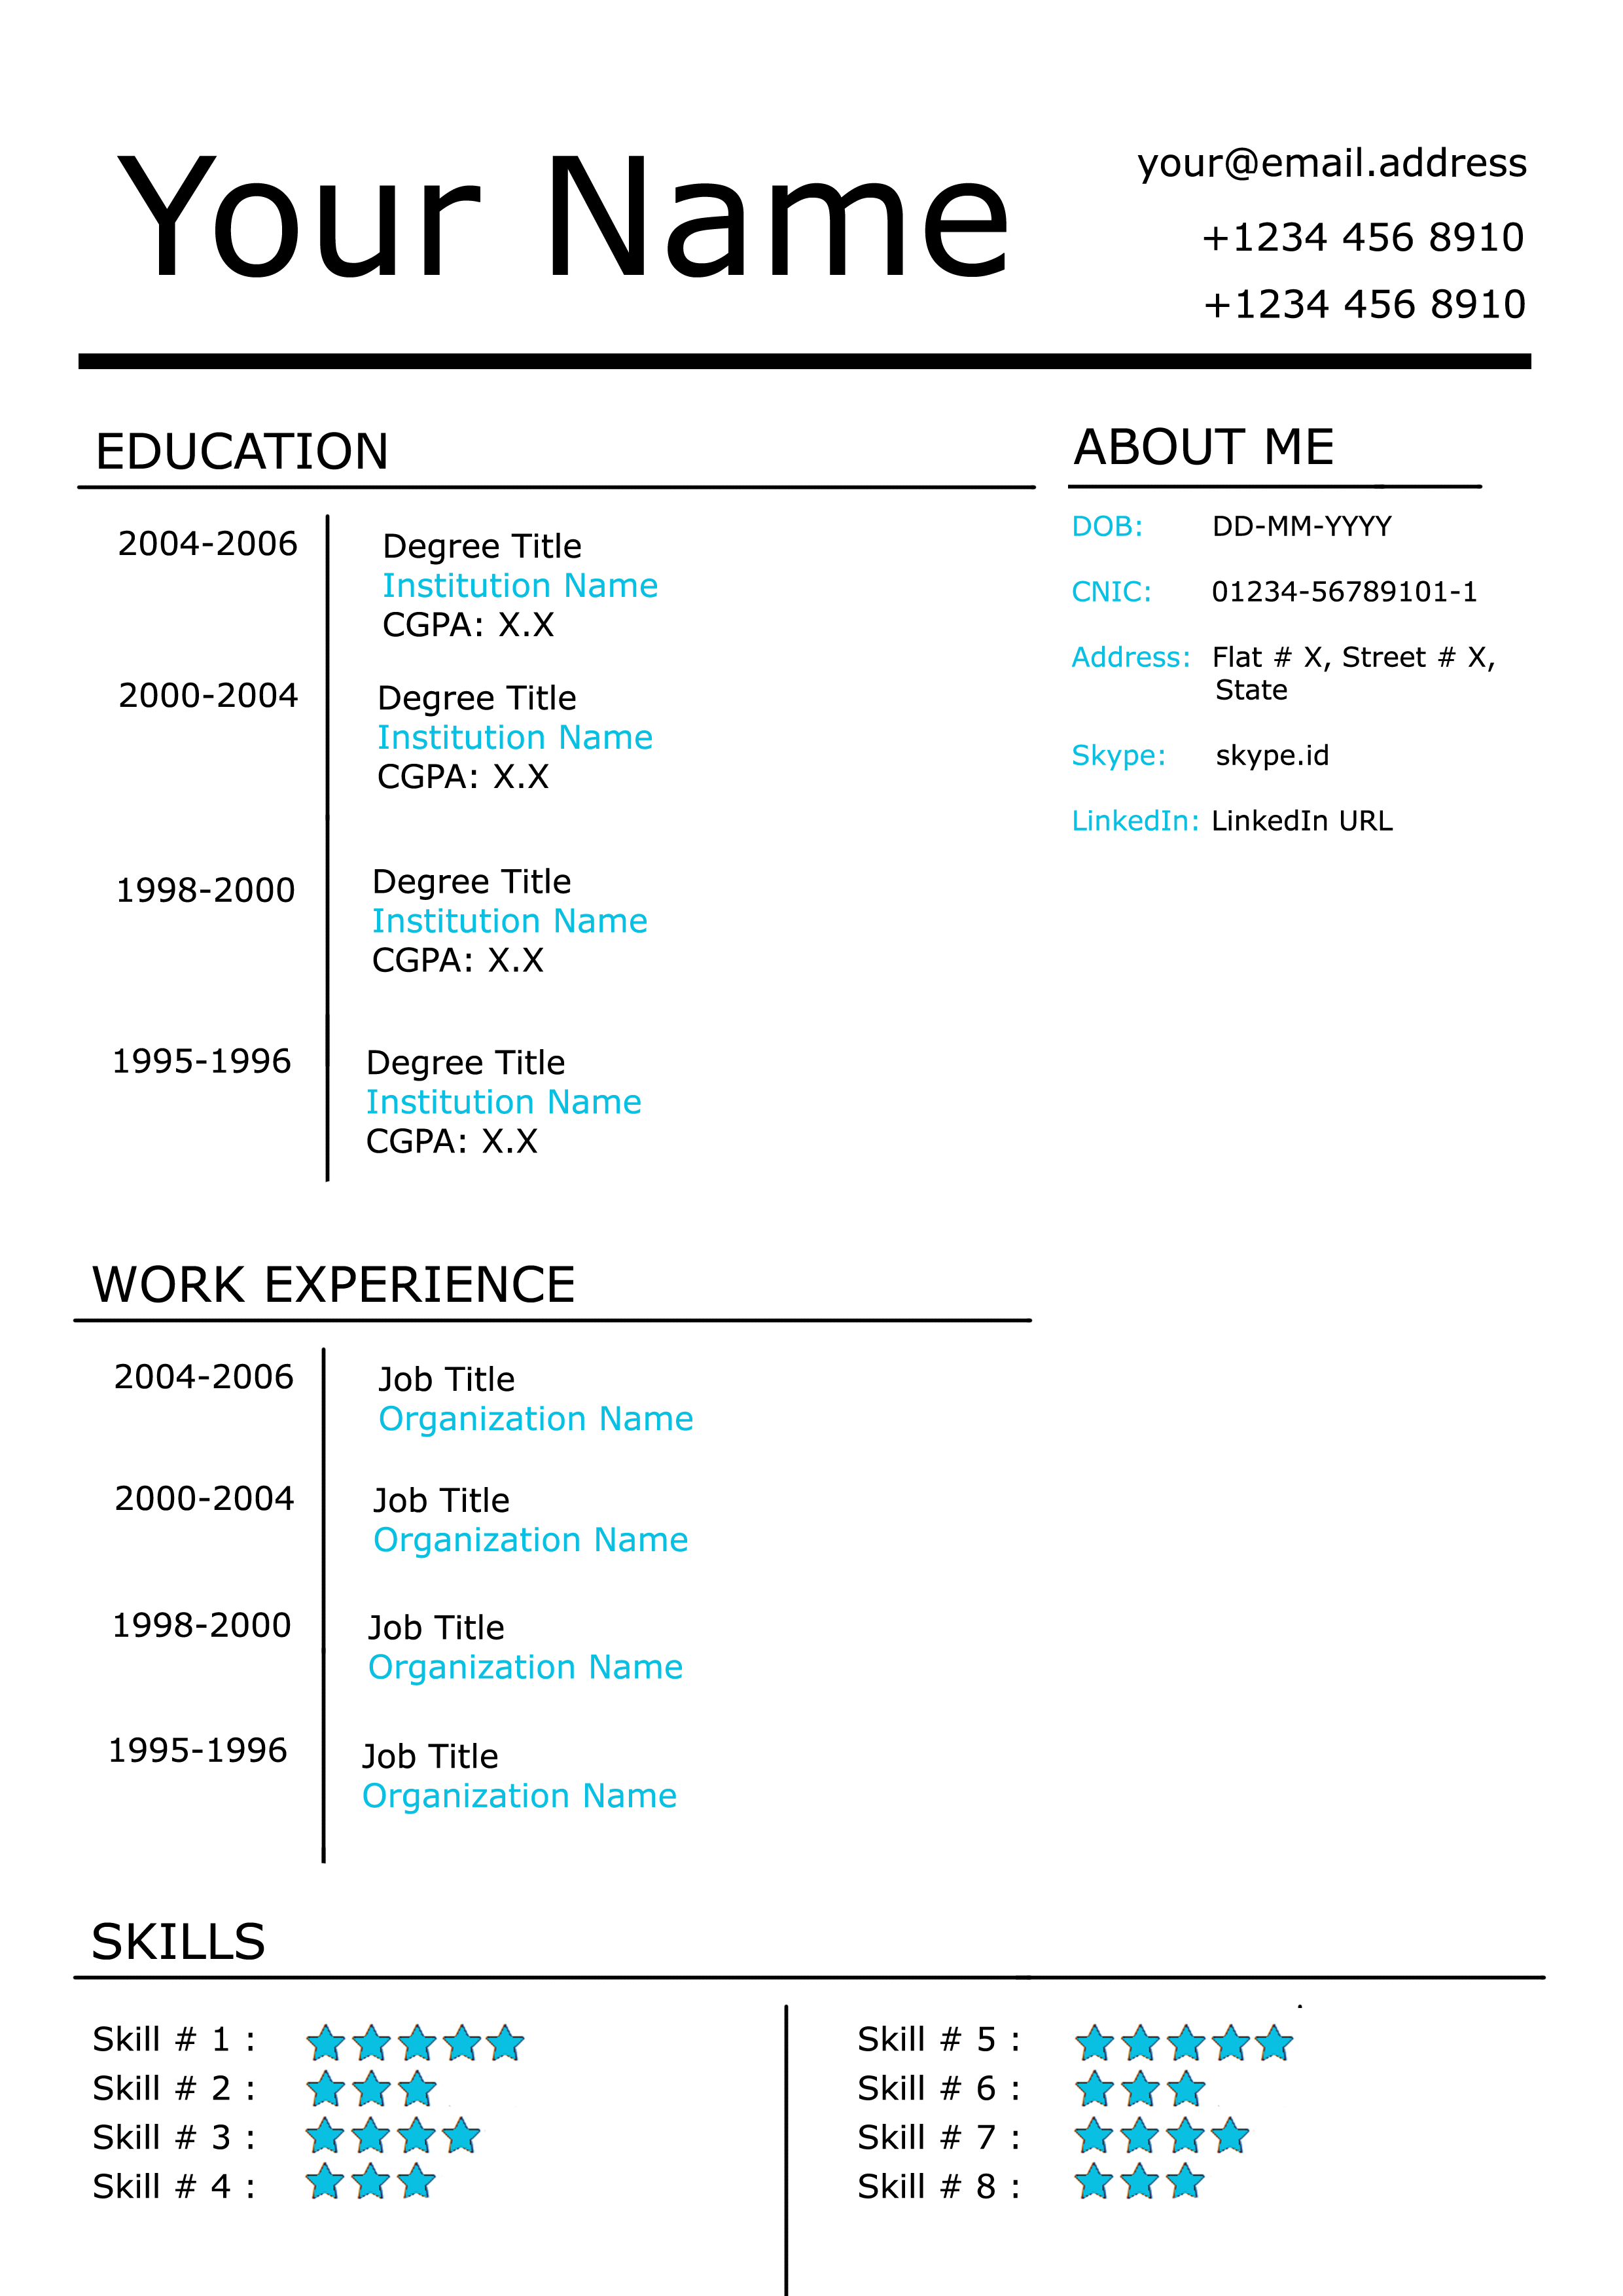 Your Name
your@email.address
+1234 456 8910
+1234 456 8910
EDUCATION
2004-2006
Degree Title
Institution Name
CGPA: X.X
2000-2004
Degree Title
Institution Name
CGPA: X.X
1998-2000
Degree Title
Institution Name
CGPA: X.X
1995-1996
Degree Title
Institution Name
CGPA: X.X
ABOUT ME
DOB: DD-MM-YYYY
CNIC: 01234-56789101-1
Address: Flat # X, Street # X,
State
Skype: skype.id
LinkedIn: LinkedIn URL
WORK EXPERIENCE
2004-2006
Job Title
Organization Name
2000-2004
Job Title
Organization Name
1998-2000
Job Title
Organization Name
1995-1996
Job Title
Organization Name
SKILLS
Skill # 1 :
Skill # 2 :
Skill # 3 :
Skill # 4 :
Skill # 5 :
Skill # 6 :
Skill # 7 :
Skill # 8 :